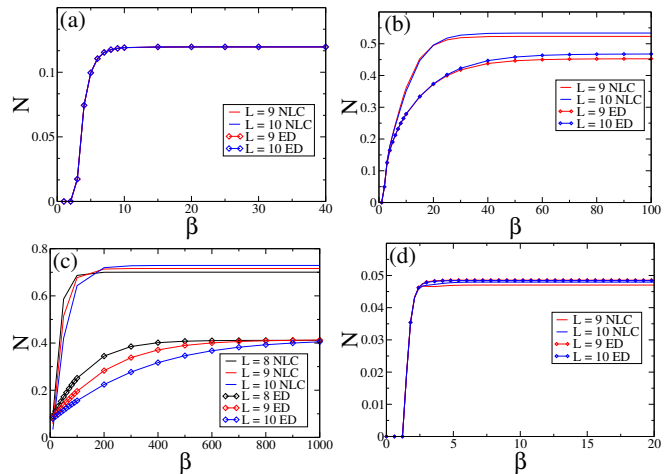 (a)
N
0.1
0.05
0
0 10 20 30 40
β
L = 9 NLC
L = 10 NLC
L = 9 ED
L = 10 ED
(b)
N
0.5
0.4
0.3
0.2
0.1
0
0 20 40 60 80 100
β
L = 9 NLC
L = 10 NLC
L = 9 ED
L = 10 ED
(c)
N
0.8
0.6
0.4
0.2
0
0 200 400 600 800 1000
β
L = 8 NLC
L = 9 NLC
L = 10 NLC
L = 8 ED
L = 9 ED
L = 10 ED
(d)
N
0.05
0.04
0.03
0.02
0.01
0
0 5 10 15 20
β
L = 9 NLC
L = 10 NLC
L = 9 ED
L = 10 ED